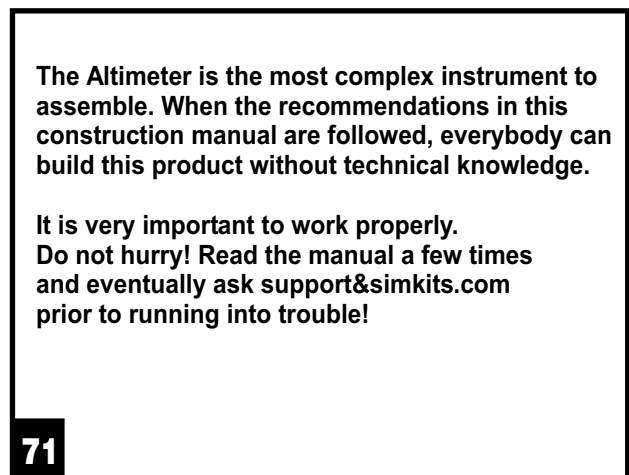 The Altimeter is the most complex instrument to
assemble. When the recommendations in this
construction manual are followed, everybody can
build this product without technical knowledge.
It is very important to work properly.
Do not hurry! Read the manual a few times
and eventually ask support&simkits.com
prior to running into trouble!
71